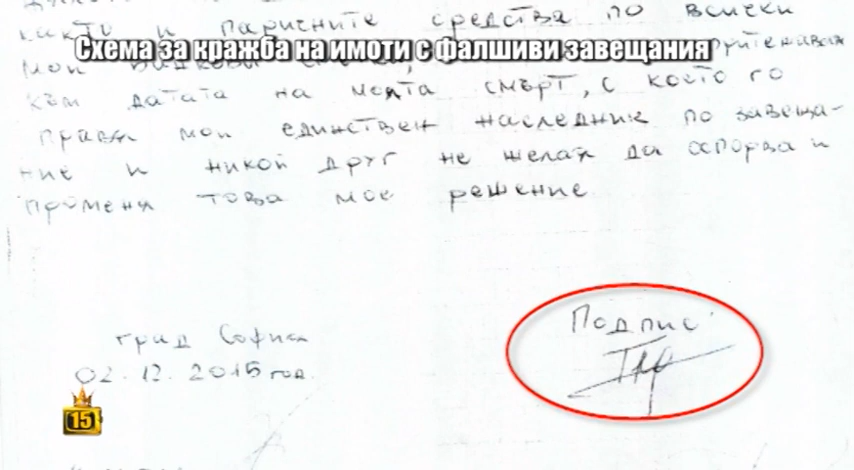 както и паричните средства по всички
Схема за кражба на имоти с фалшиви завещания
мои притежавам
към датата на моята смърт, с което го
правя мой единствен наследник по завеща-
ние и никой друг не желая да оспорва и
променя това мое решение
град София
02.12.2015 год.
Подпис:
15